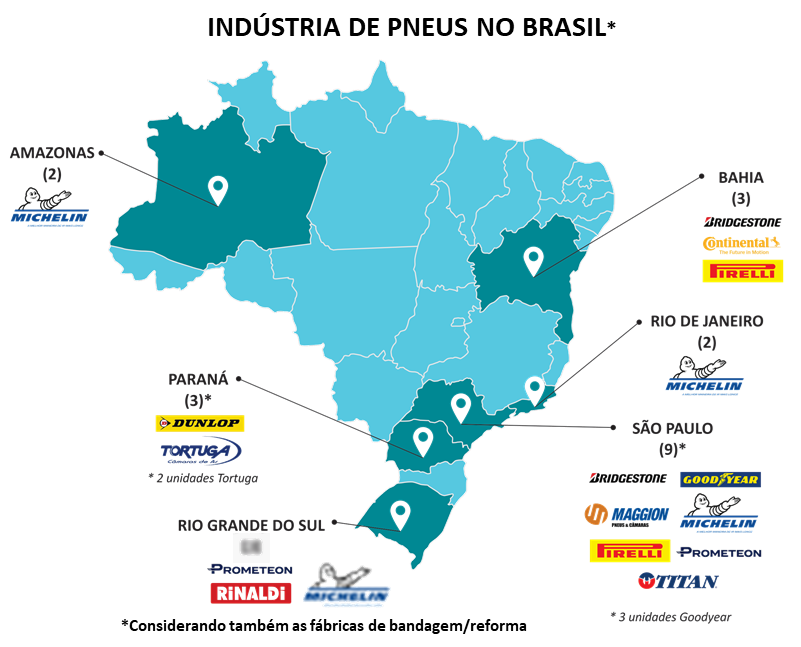 INDÚSTRIA DE PNEUS NO BRASIL*
AMAZONAS
(2)
MICHELIN
BAHIA
(3)
BRIDGESTONE
Continental
The Future in Motion
PIRELLI
RIO DE JANEIRO
(2)
MICHELIN
PARANÁ
(3)*
DUNLOP
TORTUGA
Câmaras de Ar
* 2 unidades Tortuga
SÃO PAULO
(9)*
BRIDGESTONE
GOODYEAR
MAGGION
PNEUS & CÂMARAS
MICHELIN
PIRELLI
PROMETEON
TITAN
* 3 unidades Goodyear
RIO GRANDE DO SUL
PROMETEON
RINALDI
MICHELIN
*Considerando também as fábricas de bandagem/reforma